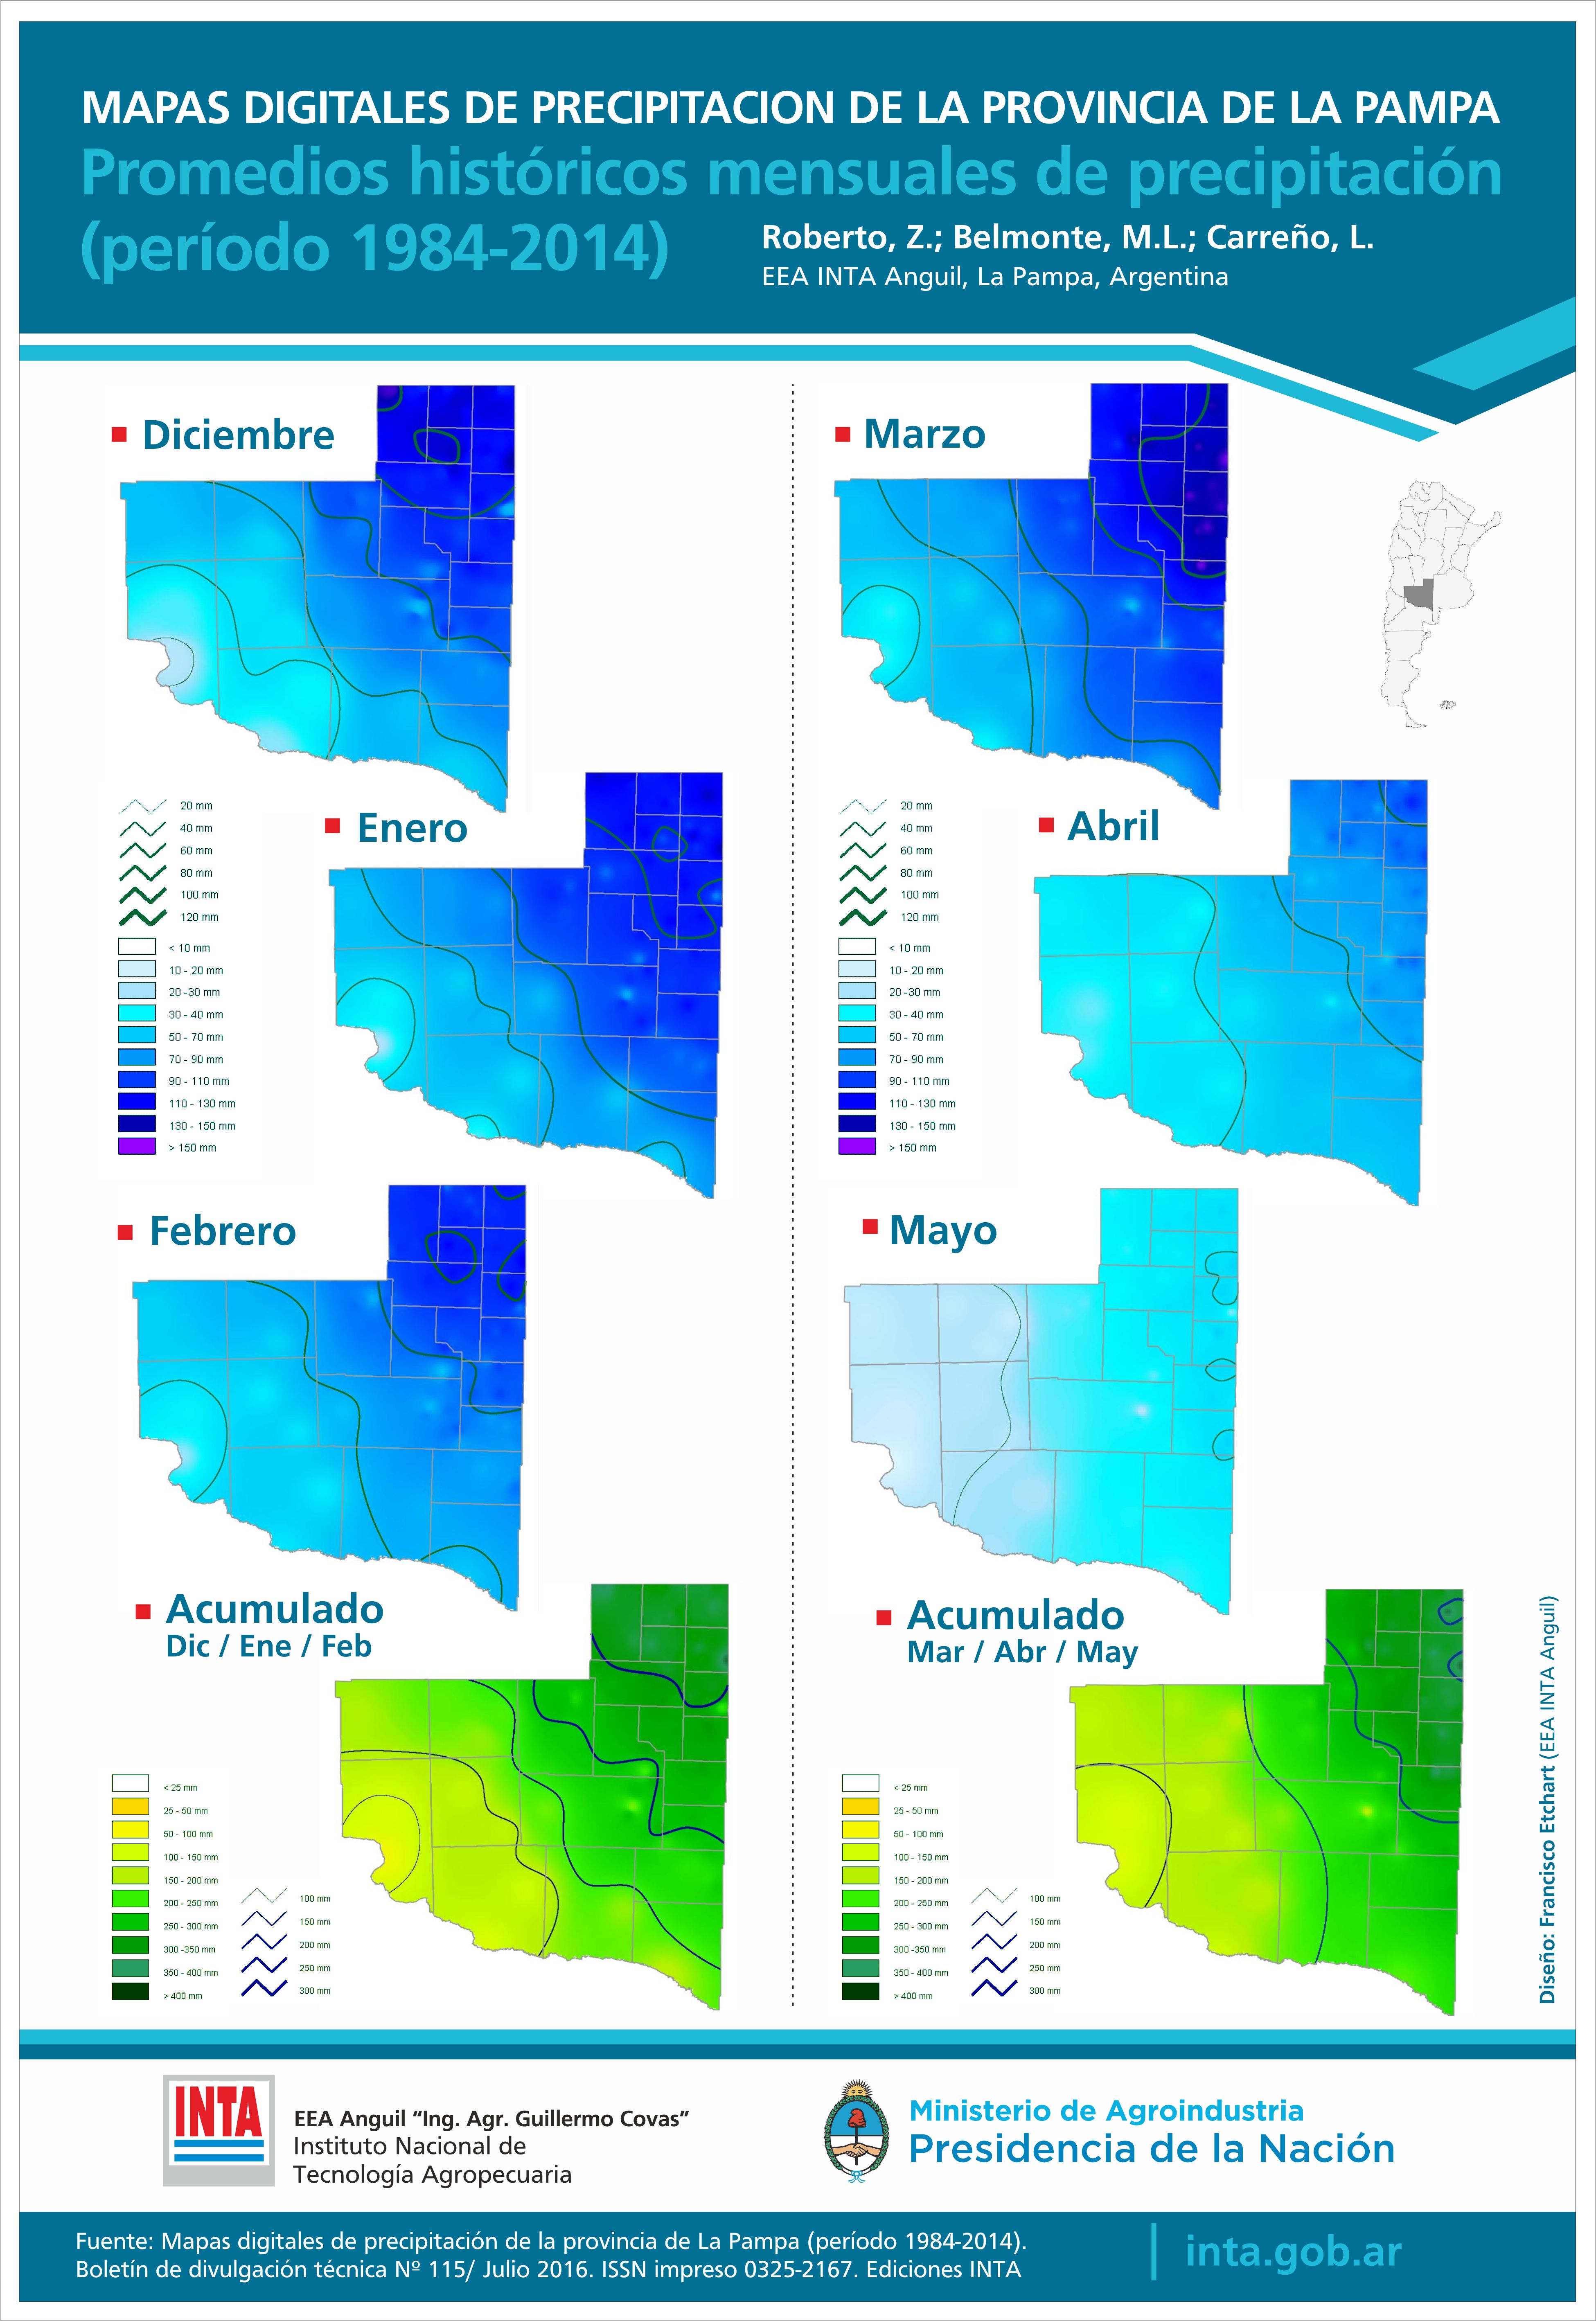 MAPAS DIGITALES DE PRECIPITACION DE LA PROVINCIA DE LA PAMPA
Promedios históricos mensuales de precipitación
(período 1984-2014)
Roberto, Z.; Belmonte, M.L.; Carreño, L.
EEA INTA Anguil, La Pampa, Argentina
Diciembre
20 mm
40 mm
60 mm
80 mm
100 mm
120 mm
< 10 mm
10 - 20 mm
20 -30 mm
30 - 40 mm
50 - 70 mm
70 - 90 mm
90 - 110 mm
110 - 130 mm
130 - 150 mm
> 150 mm
Enero
Febrero
Acumulado
Dic / Ene / Feb
< 25 mm
25 - 50 mm
50 - 100 mm
100 - 150 mm
150 - 200 mm
200 - 250 mm
250 - 300 mm
300 -350 mm
350 - 400 mm
> 400 mm
100 mm
150 mm
200 mm
250 mm
300 mm
Marzo
20 mm
40 mm
60 mm
80 mm
100 mm
120 mm
< 10 mm
10 - 20 mm
20 -30 mm
30 - 40 mm
50 - 70 mm
70 - 90 mm
90 - 110 mm
110 - 130 mm
130 - 150 mm
> 150 mm
Abril
Mayo
Acumulado
Mar / Abr / May
< 25 mm
25 - 50 mm
50 - 100 mm
100 - 150 mm
150 - 200 mm
200 - 250 mm
250 - 300 mm
300 -350 mm
350 - 400 mm
> 400 mm
100 mm
150 mm
200 mm
250 mm
300 mm
Diseño: Francisco Etchart (EEA INTA Anguil)
INTA
EEA Anguil “Ing. Agr. Guillermo Covas”
Instituto Nacional de
Tecnología Agropecuaria
Ministerio de Agroindustria
Presidencia de la Nación
Fuente: Mapas digitales de precipitación de la provincia de La Pampa (período 1984-2014).
Boletín de divulgación técnica Nº 115/ Julio 2016. ISSN impreso 0325-2167. Ediciones INTA
inta.gob.ar